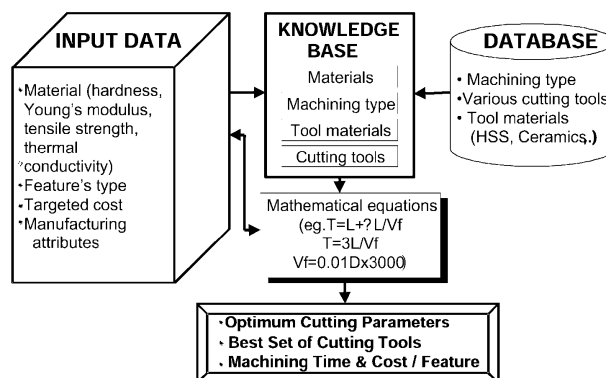 INPUT DATA
Material (hardness,
Young's modulus,
tensile strength,
thermal
conductivity)
Feature's type
Targeted cost
Manufacturing
attributes
KNOWLEDGE
BASE
Materials
Machining type
Tool materials
Cutting tools
DATABASE
• Machining type
• Various cutting tools
• Tool materials
(HSS, Ceramics,.)
Mathematical equations
(eg.T=L+?L/Vf
T=3L/Vf
Vf=0.01Dx3000)
Optimum Cutting Parameters
Best Set of Cutting Tools
Machining Time & Cost / Feature